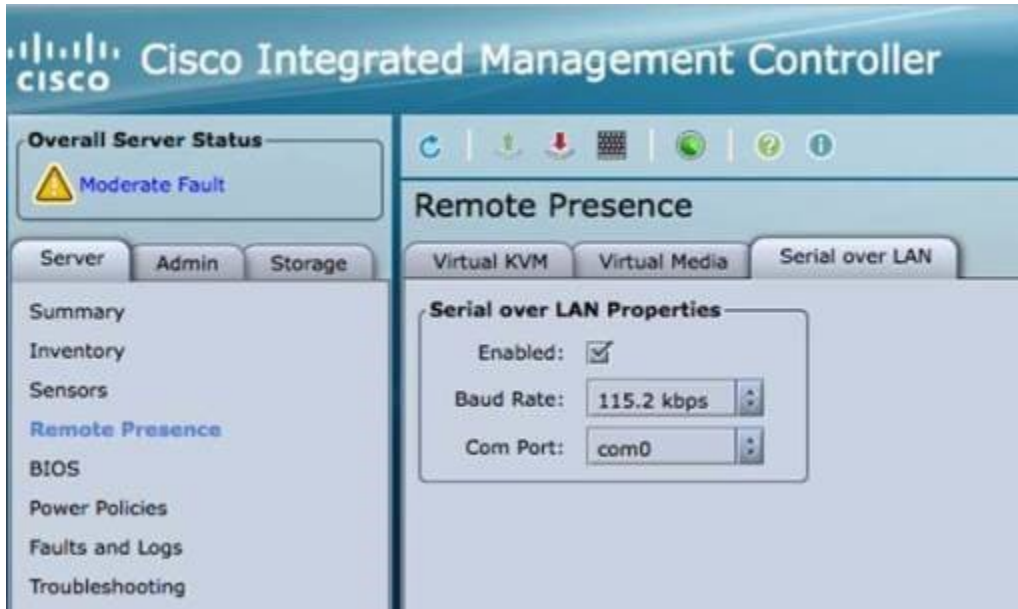 CISCO
Cisco Integrated Management Controller
Overall Server Status
Moderate Fault
Server Admin Storage
Summary
Inventory
Sensors
Remote Presence
BIOS
Power Policies
Faults and Logs
Troubleshooting
Remote Presence
Virtual KVM Virtual Media Serial over LAN
Serial over LAN Properties
Enabled:
Baud Rate: 115.2 kbps
Com Port: com0